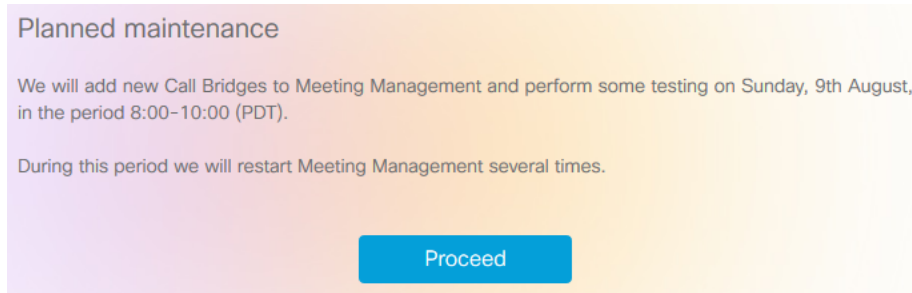 Planned maintenance
We will add new Call Bridges to Meeting Management and perform some testing on Sunday, 9th August,
in the period 8:00-10:00 (PDT).
During this period we will restart Meeting Management several times.
Proceed